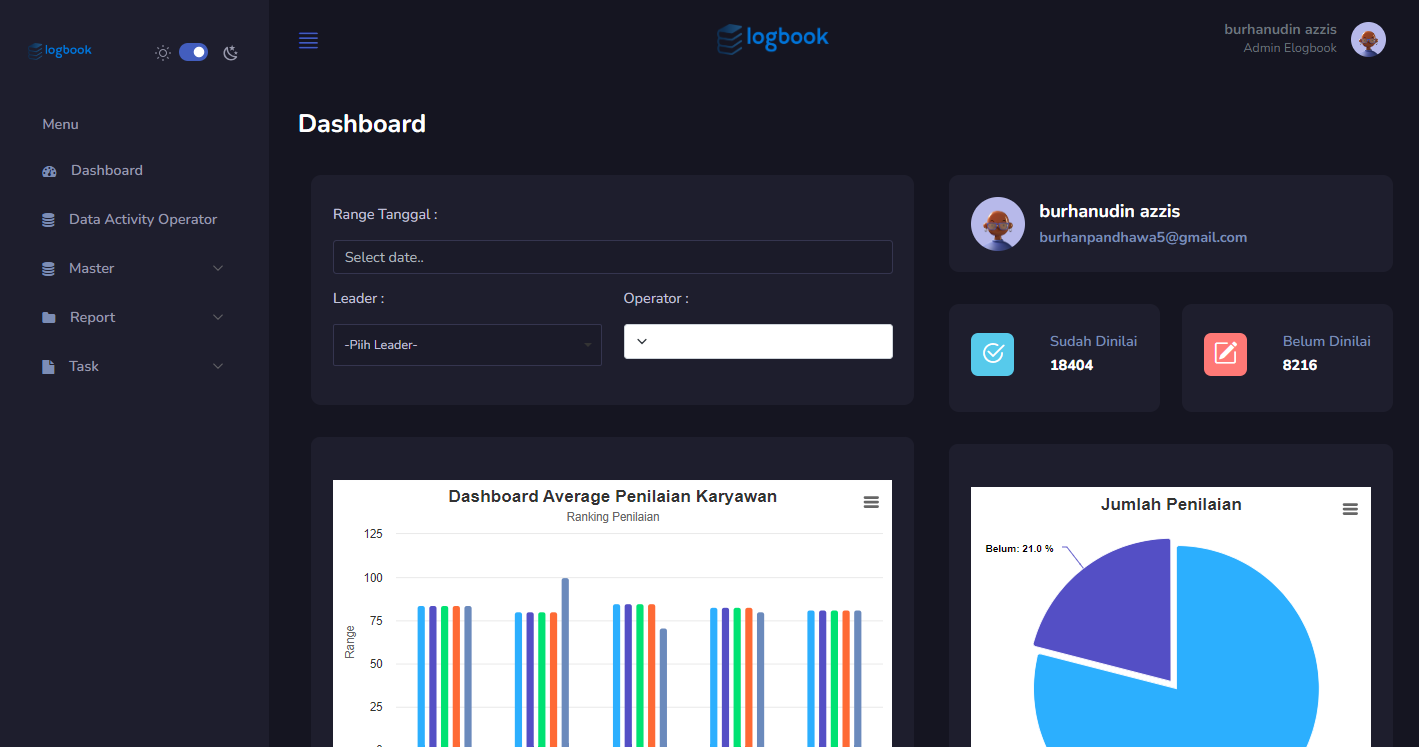 logbook
Menu
Dashboard
Data Activity Operator
Master
Report
Task
logbook
burhanudin azzis
Admin Elogbook
Dashboard
Range Tanggal :
Select date..
Leader :
Operator :
-Piih Leader-
burhanudin azzis
burhanpandhawa5@gmail.com
Sudah Dinilai
18404
Belum Dinilai
8216
Dashboard Average Penilaian Karyawan
Ranking Penilaian
Range
125
100
75
50
25
Jumlah Penilaian
Belum: 21.0 %